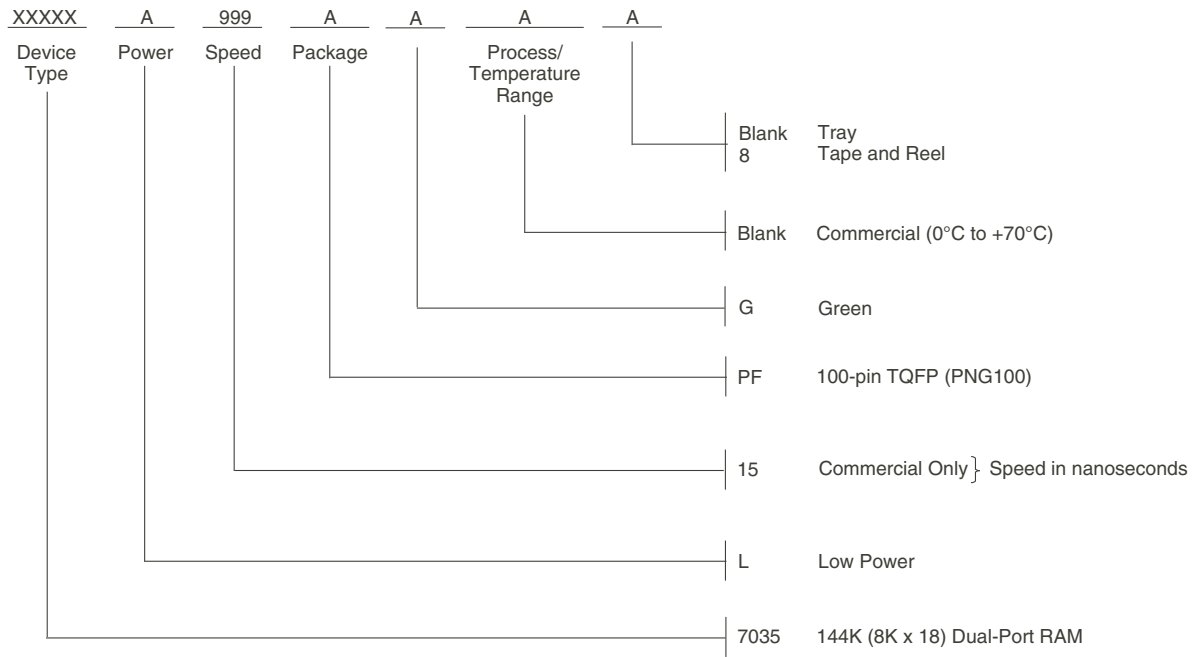 XXXXX A 999 A A A A
Device Type Power Speed Package Process/ Temperature Range
Blank Tray
8 Tape and Reel
Blank Commercial (0°C to +70°C)
G Green
PF 100-pin TQFP (PNG100)
15 Commercial Only } Speed in nanoseconds
L Low Power
7035 144K (8K x 18) Dual-Port RAM